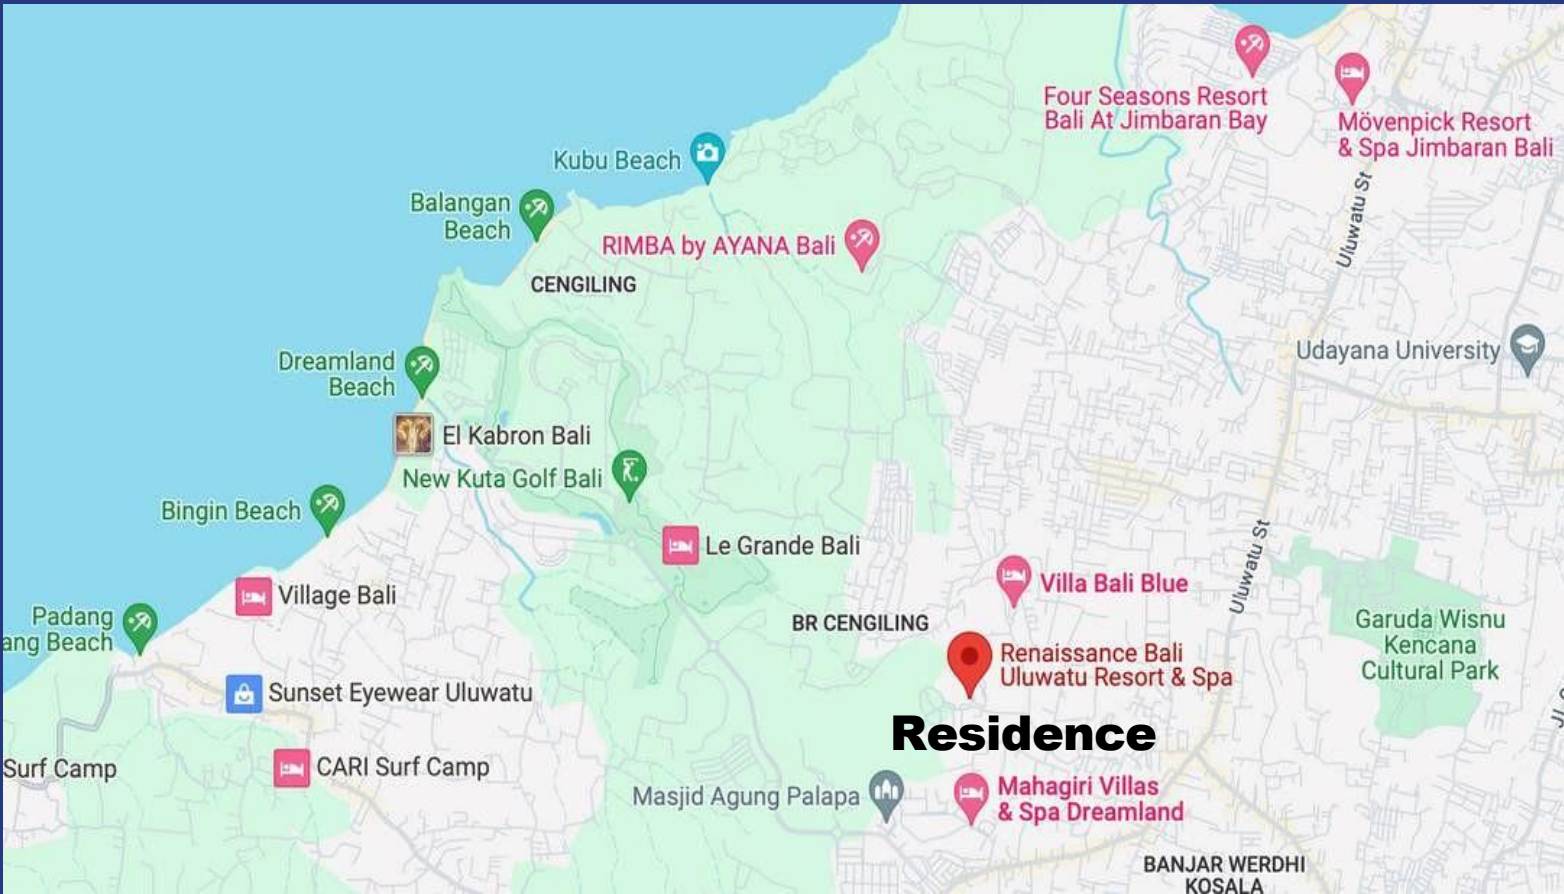 Four Seasons Resort
Bali At Jimbaran Bay
Mövenpick Resort
& Spa Jimbaran Bali
Kubu Beach
Balangan
Beach
RIMBA by AYANA Bali
CENGILING
Uluwatu St
Dreamland
Beach
Udayana University
El Kabron Bali
New Kuta Golf Bali
Bingin Beach
Le Grande Bali
Uluwatu St
Villa Bali Blue
Village Bali
Padang
ang Beach
BR CENGILING
Garuda Wisnu
Kencana
Cultural Park
Renaissance Bali
Uluwatu Resort & Spa
Sunset Eyewear Uluwatu
Residence
Surf Camp
CARI Surf Camp
Masjid Agung Palapa
Mahagiri Villas
& Spa Dreamland
BANJAR WERDHI
KOSALA